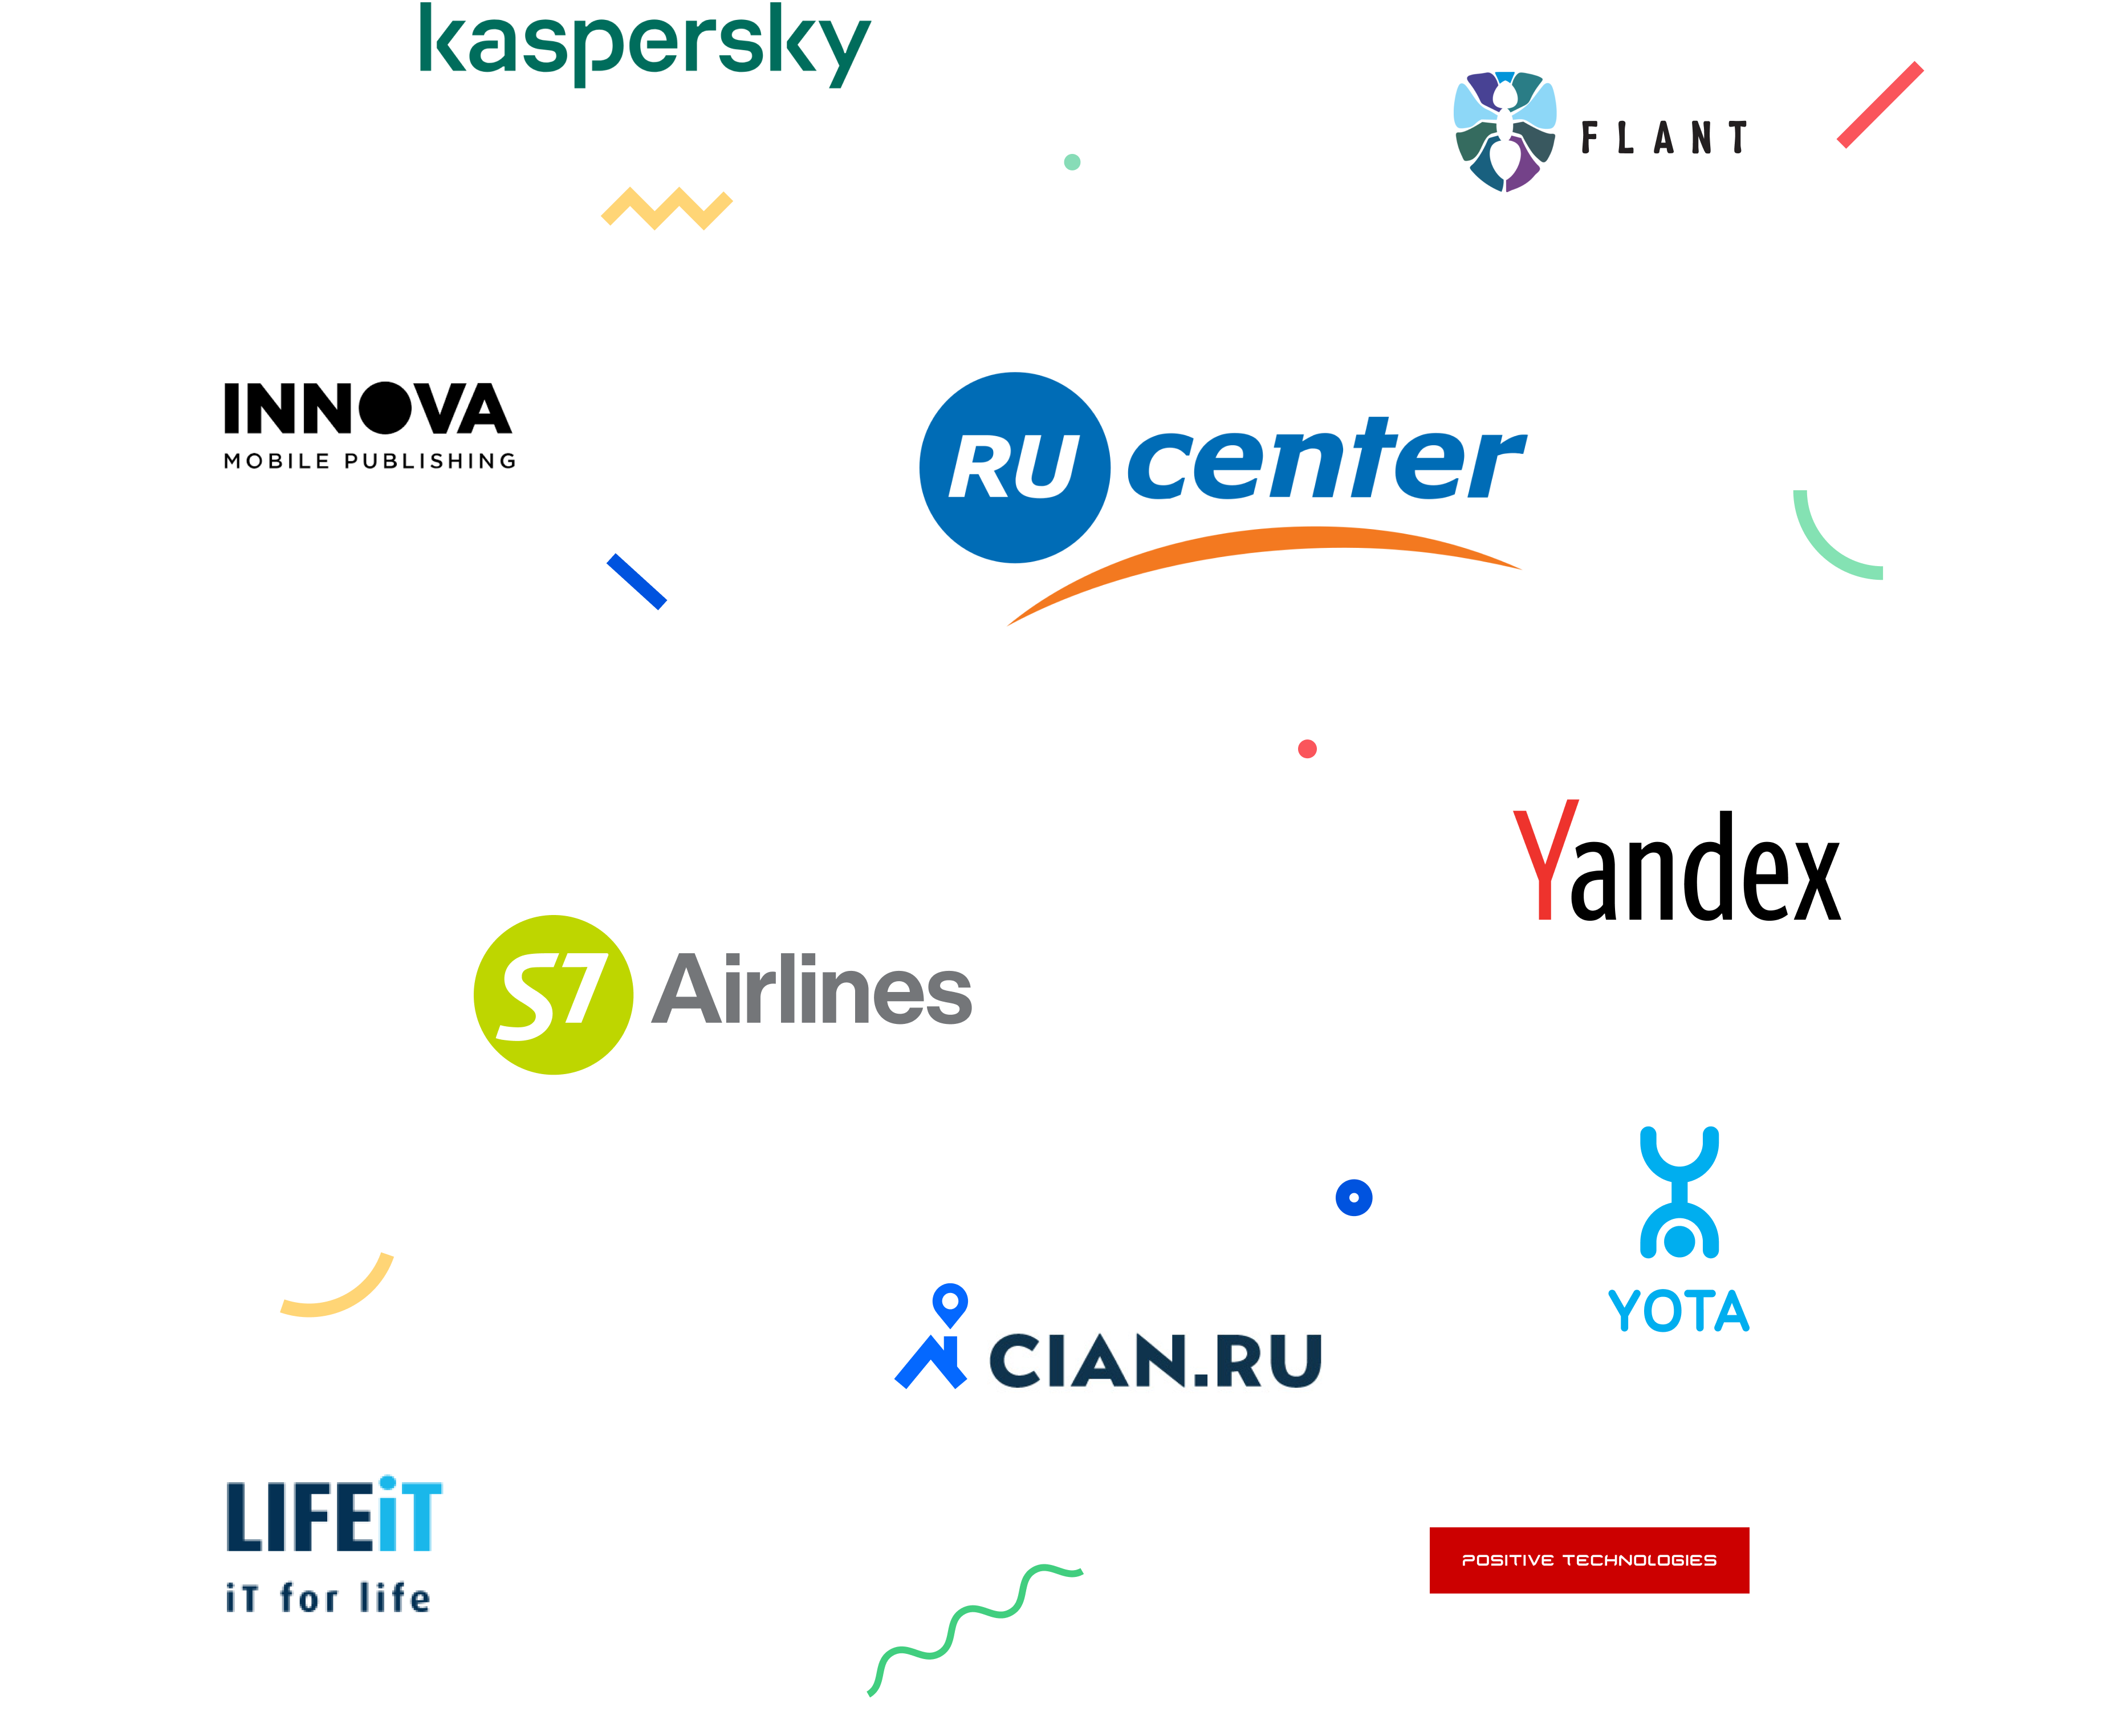 kaspersky
FLANT
INNOVA
MOBILE PUBLISHING
RU center
Yandex
S7 Airlines
YOTA
CIAN.RU
LIFEiT
iT for life
POSITIVE TECHNOLOGIES